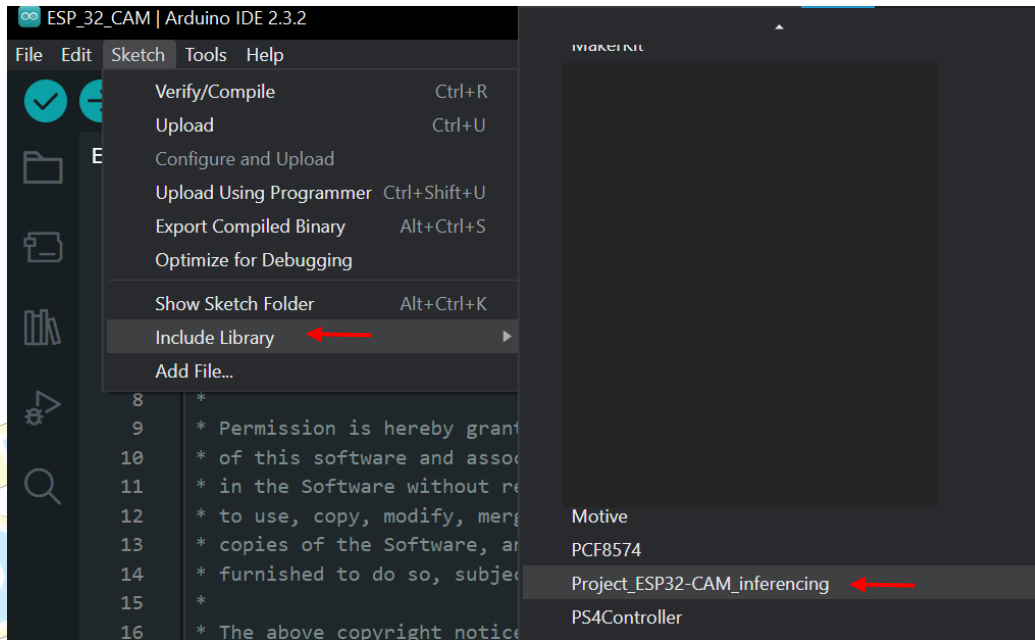 ESP_32_CAM | Arduino IDE 2.3.2
File Edit Sketch Tools Help
Verify/Compile Ctrl+R
Upload Ctrl+U
Configure and Upload
Upload Using Programmer Ctrl+Shift+U
Export Compiled Binary Alt+Ctrl+S
Optimize for Debugging
Show Sketch Folder Alt+Ctrl+K
Include Library
Add File...
E
8 *
9 * Permission is hereby grant
10 * of this software and assoc
11 * in the Software without re
12 * to use, copy, modify, merg
13 * copies of the Software, an
14 * furnished to do so, subjec
15 *
16 * The above copyright notice
MakerKit
Motive
PCF8574
Project_ESP32-CAM_inferencing
PS4Controller